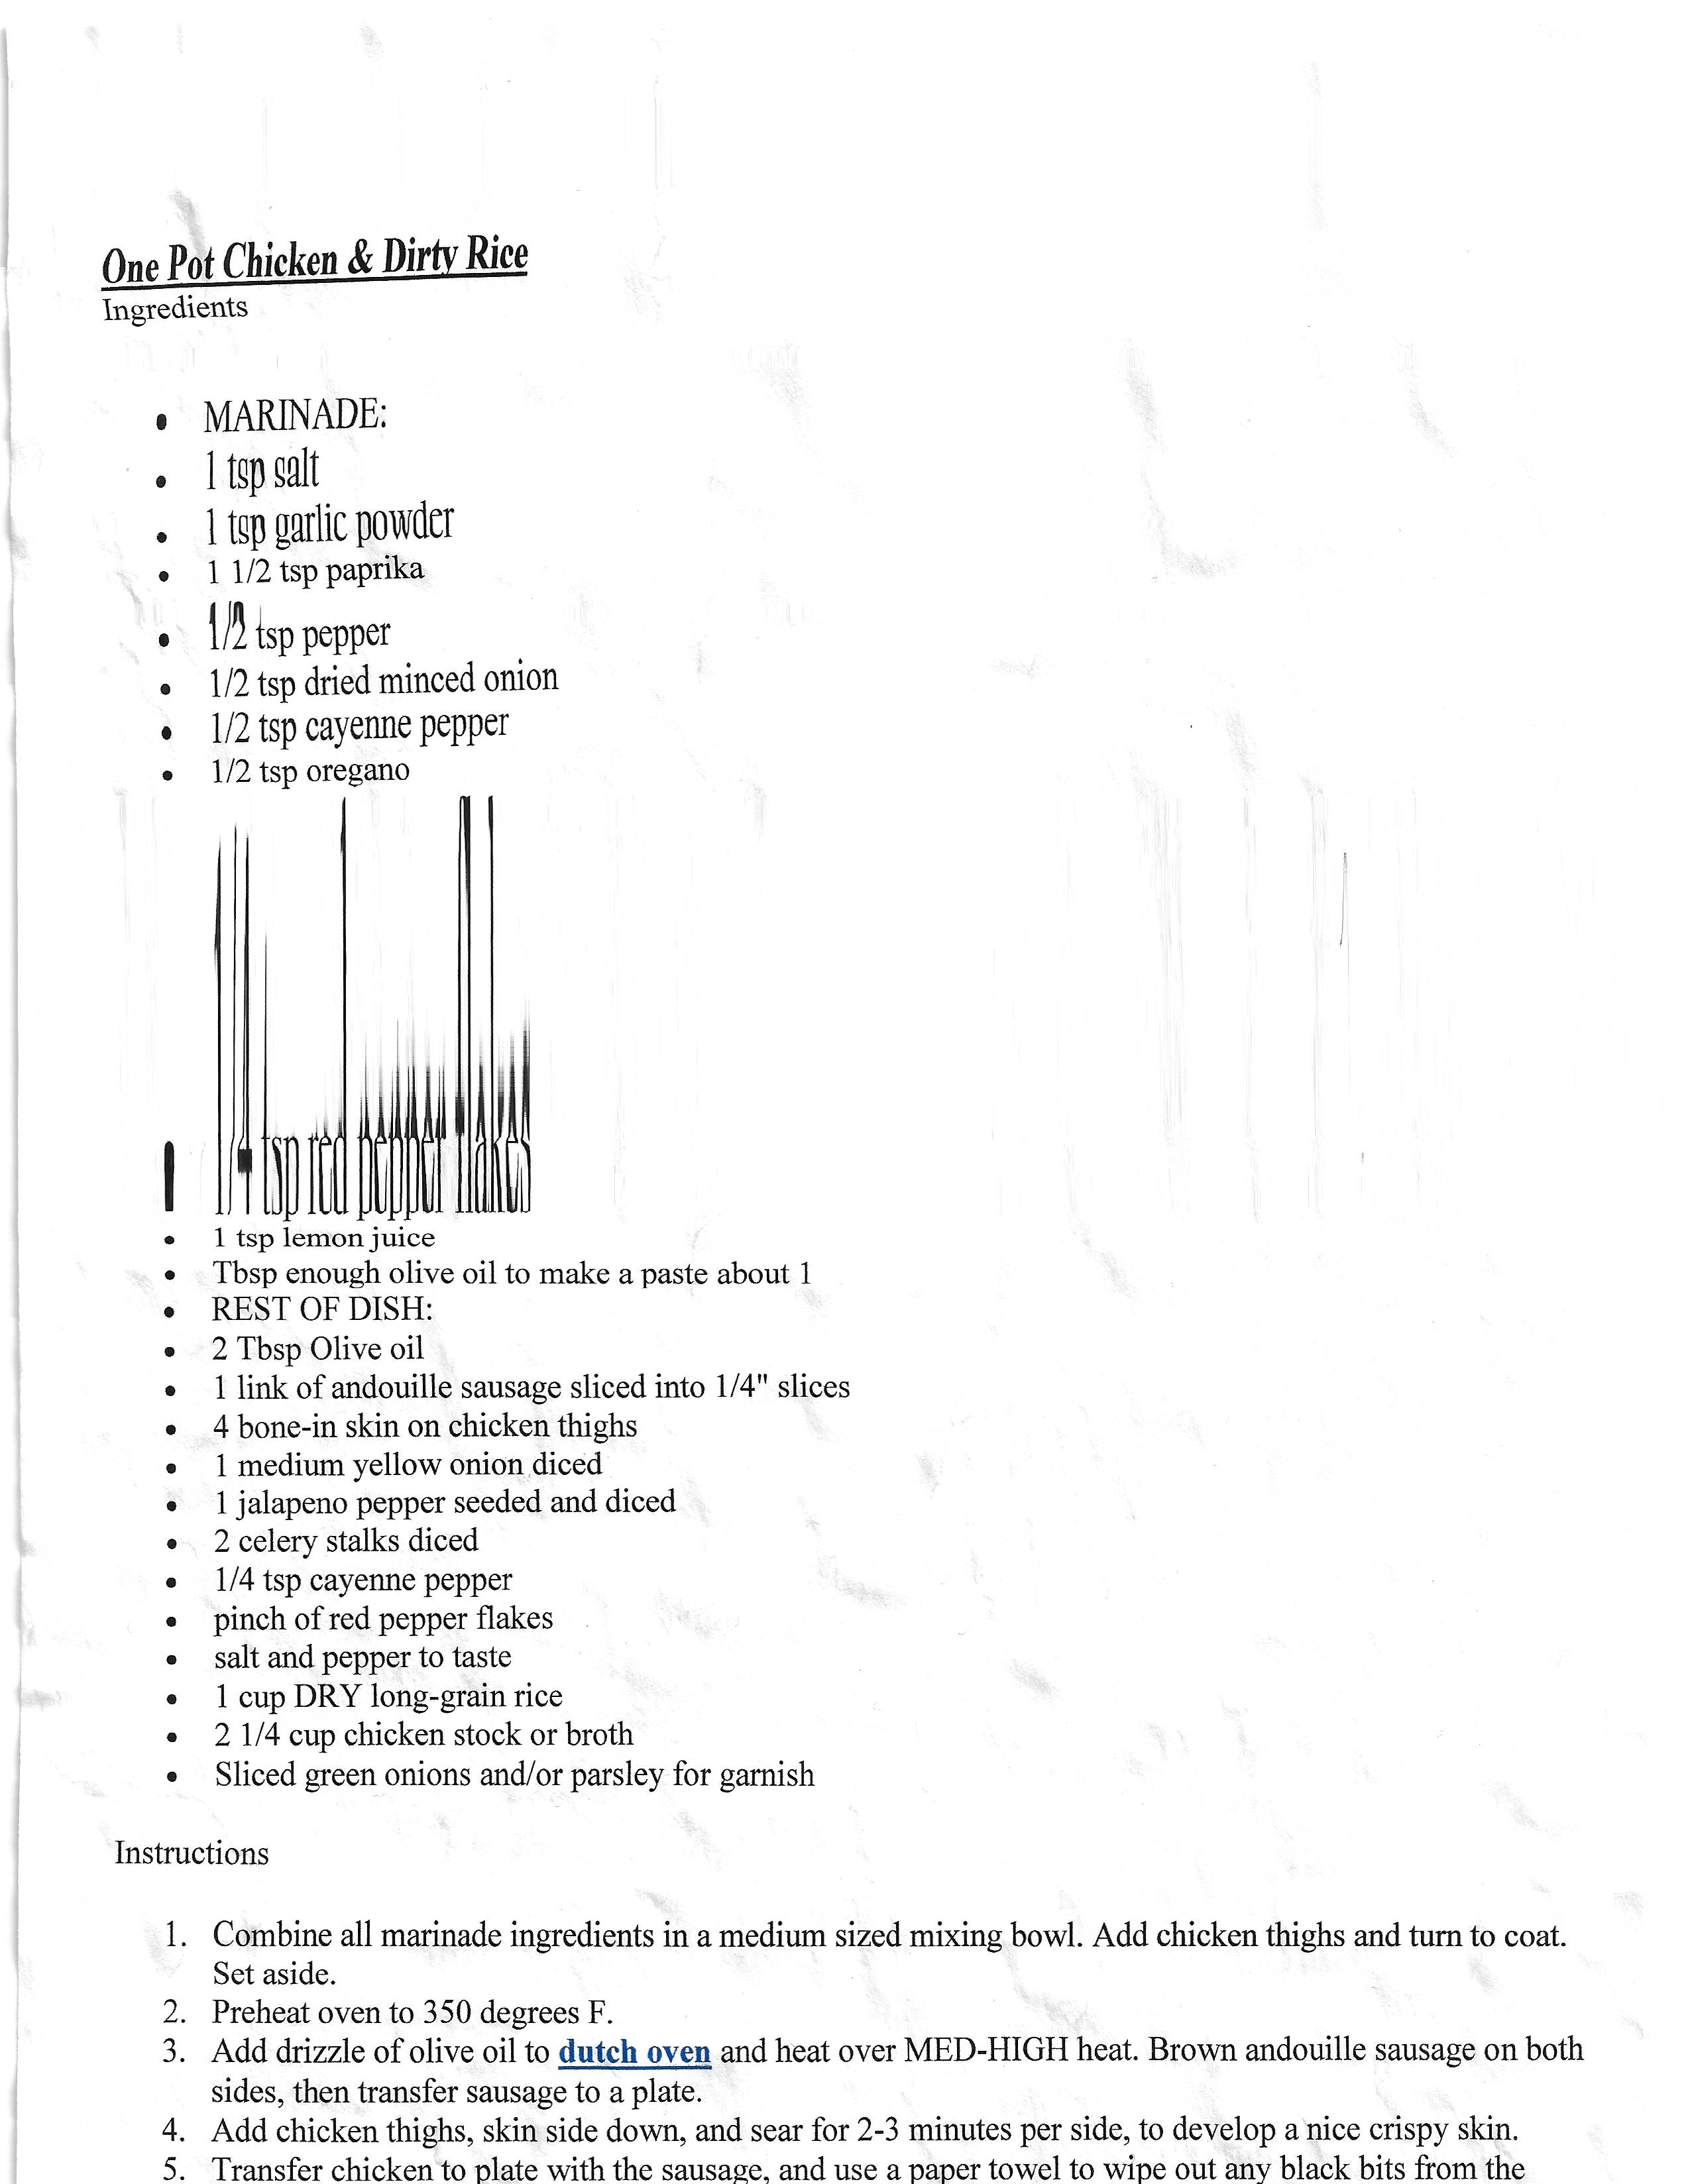 One Pot Chicken & Dirty Rice
Ingredients
• MARINADE:
• 1 tsp salt
• 1 tsp garlic powder
• 1 1/2 tsp paprika
• 1/2 tsp pepper
• 1/2 tsp dried minced onion
• 1/2 tsp cayenne pepper
• 1/2 tsp oregano
• 1/4 tsp red pepper flakes
• 1 tsp lemon juice
• Tbsp enough olive oil to make a paste about 1
• REST OF DISH:
• 2 Tbsp Olive oil
• 1 link of andouille sausage sliced into 1/4" slices
• 4 bone-in skin on chicken thighs
• 1 medium yellow onion diced
• 1 jalapeno pepper seeded and diced
• 2 celery stalks diced
• 1/4 tsp cayenne pepper
• pinch of red pepper flakes
• salt and pepper to taste
• 1 cup DRY long-grain rice
• 2 1/4 cup chicken stock or broth
• Sliced green onions and/or parsley for garnish
Instructions
1. Combine all marinade ingredients in a medium sized mixing bowl. Add chicken thighs and turn to coat.
Set aside.
2. Preheat oven to 350 degrees F.
3. Add drizzle of olive oil to dutch oven and heat over MED-HIGH heat. Brown andouille sausage on both
sides, then transfer sausage to a plate.
4. Add chicken thighs, skin side down, and sear for 2-3 minutes per side, to develop a nice crispy skin.
5. Transfer chicken to plate with the sausage, and use a paper towel to wipe out any black bits from the